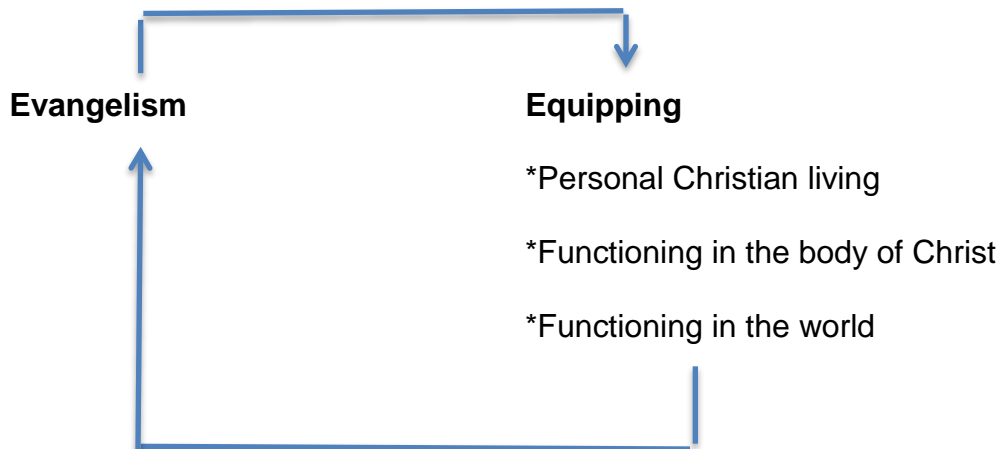 Evangelism
Equipping
*Personal Christian living
*Functioning in the body of Christ
*Functioning in the world